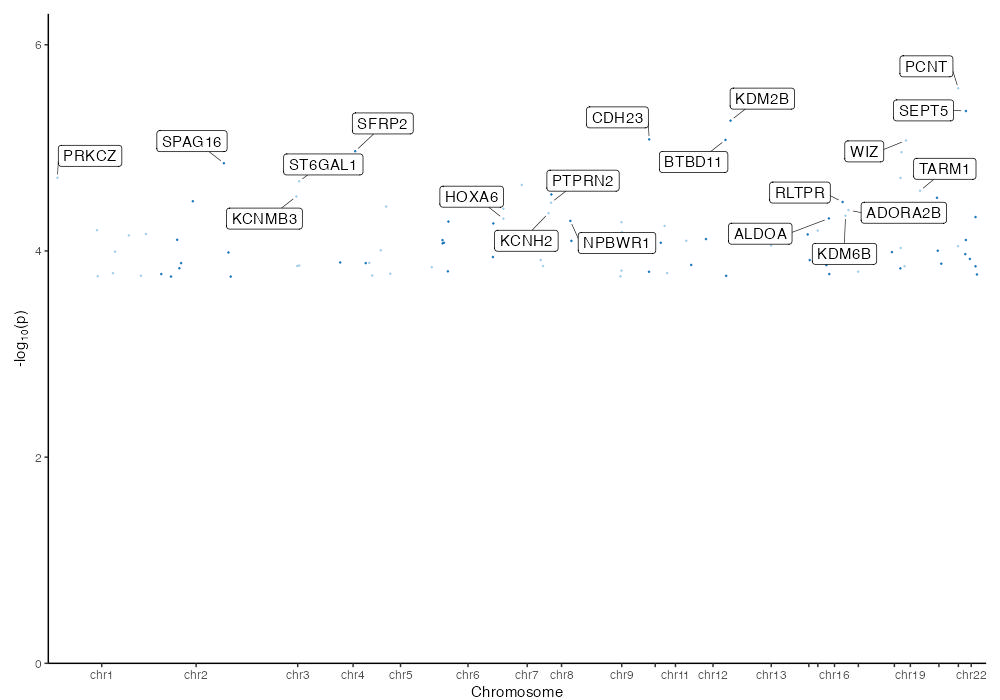 6
PCNT
KDM2B
SEPT5
CDH23
SFRP2
SPAG16
WIZ
PRKCZ
ST6GAL1
BTBD11
TARM1
PTPRN2
HOXA6
RLTPR
KCNMB3
ADORA2B
ALDOA
KCNH2
NPBWR1
KDM6B
4
-log10(p)
2
0
chr1 chr2 chr3 chr4 chr5 chr6 chr7 chr8 chr9 chr11 chr12 chr13 chr16 chr19 chr22
Chromosome